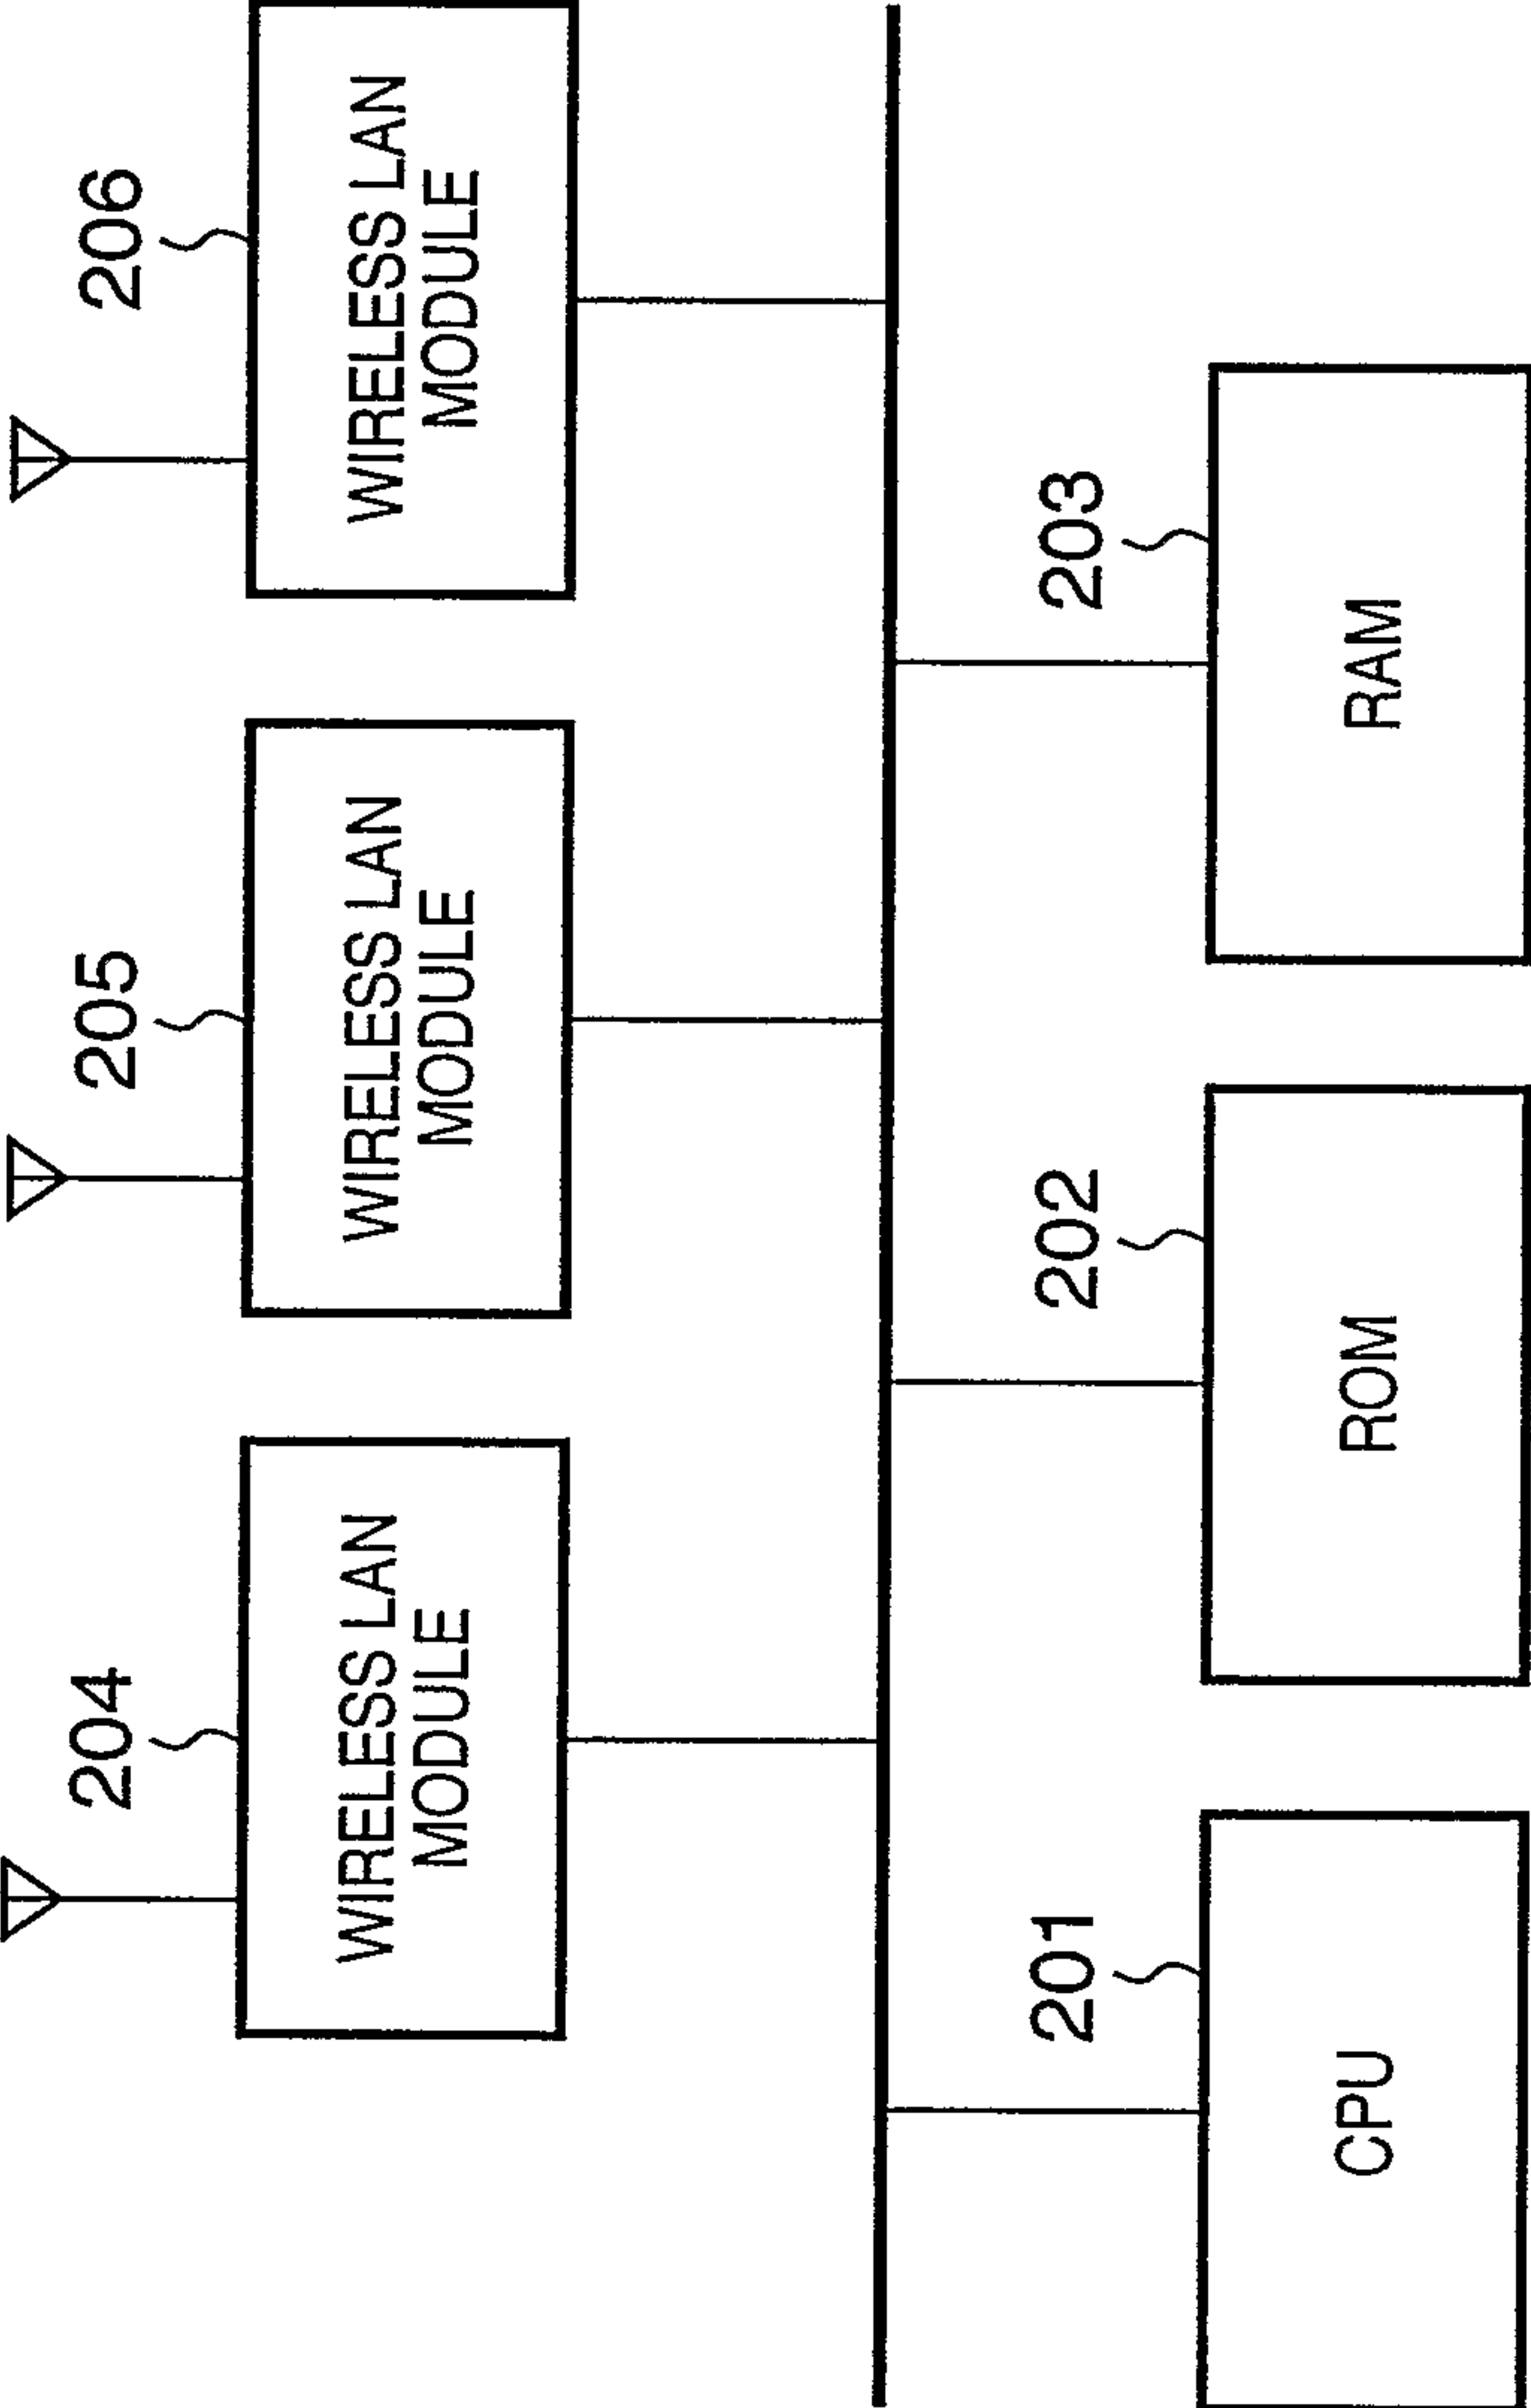 204
WIRELESS LAN
MODULE
205
WIRELESS LAN
MODULE
206
WIRELESS LAN
MODULE
201
CPU
202
ROM
203
RAM